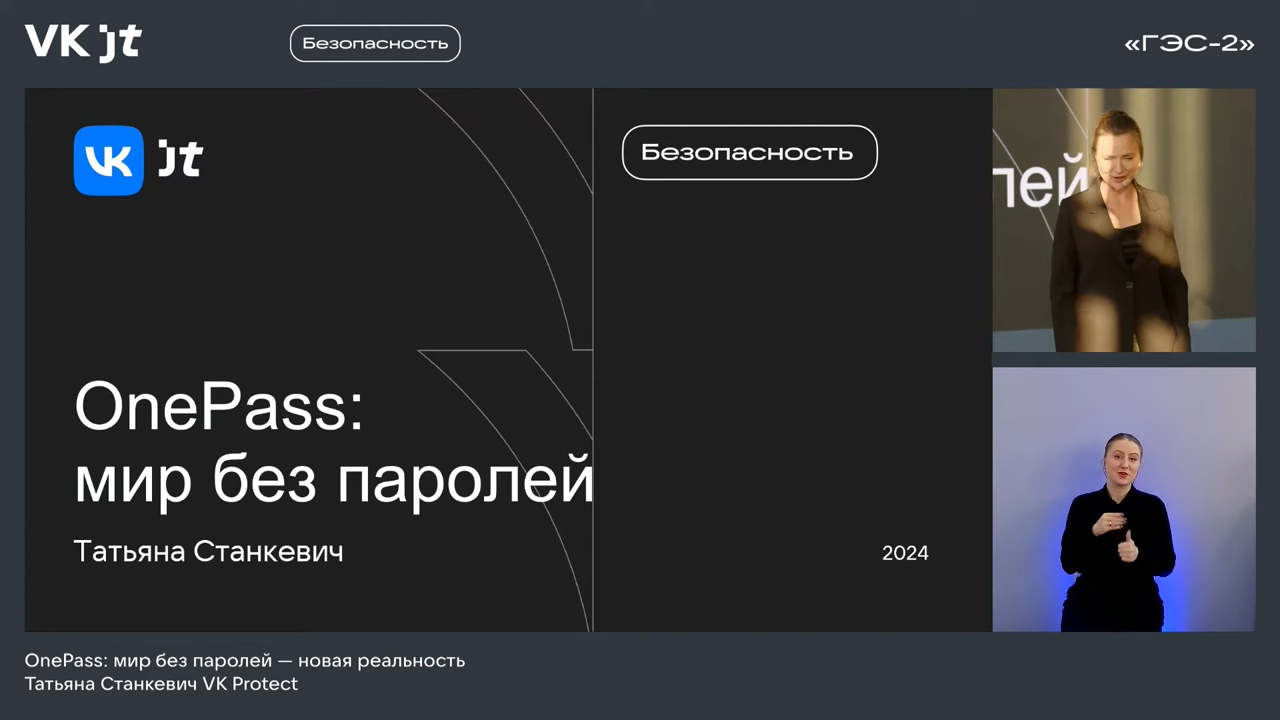 VK jt
Безопасность
«ГЭС-2»
VK jt
Безопасность
OnePass:
мир без паролей
Татьяна Станкевич
2024
лей
OnePass: мир без паролей — новая реальность
Татьяна Станкевич VK Protect